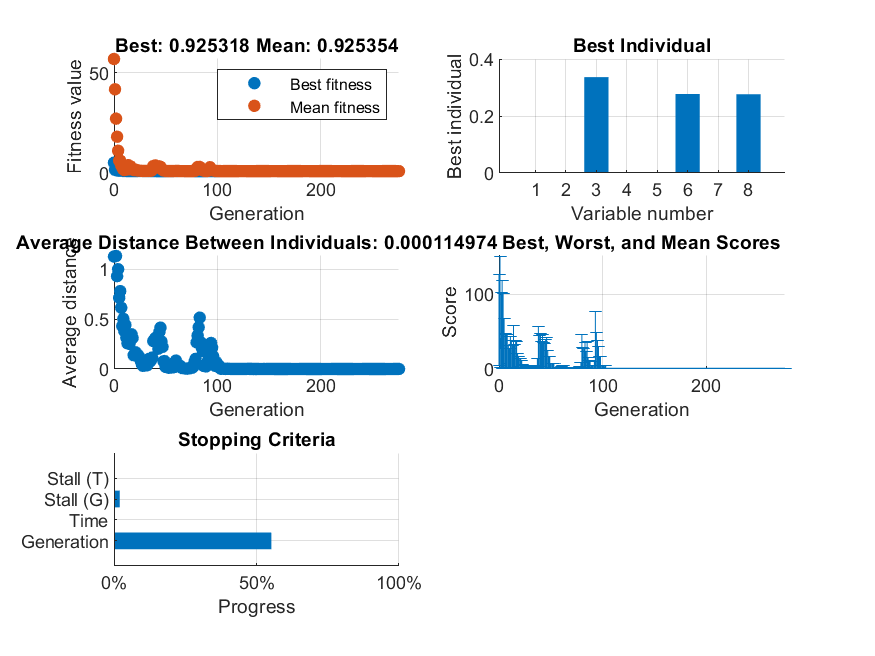 Best: 0.925318 Mean: 0.925354
Fitness value
50
0
Best fitness
Mean fitness
0 100 200
Generation
Best Individual
Best individual
0.4
0.2
0
1 2 3 4 5 6 7 8
Variable number
Average Distance Between Individuals: 0.000114974
Average distance
1
0.5
0
0 100 200
Generation
Best, Worst, and Mean Scores
Score
100
0
0 100 200
Generation
Stopping Criteria
Stall (T)
Stall (G)
Time
Generation
0% 50% 100%
Progress